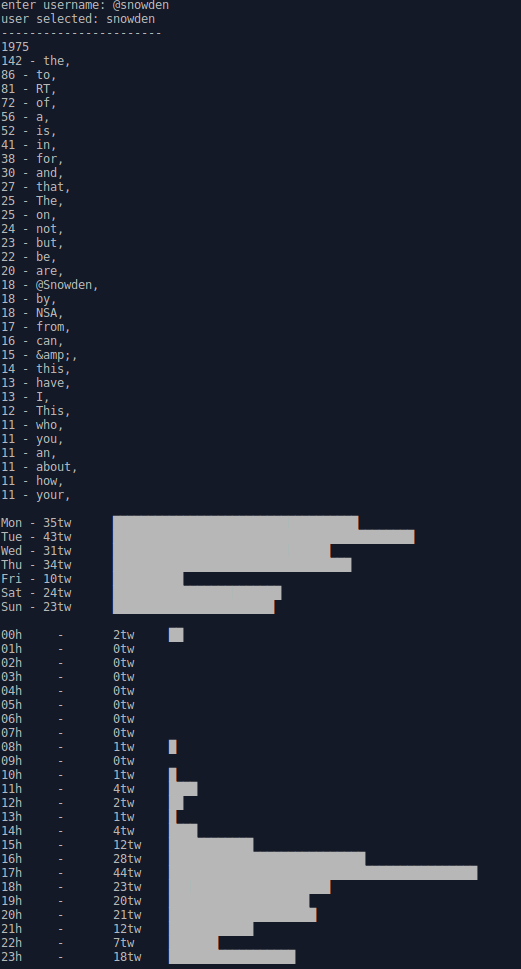 enter username: @snowden
user selected: snowden
-----------------------
1975
142 - the,
86 - to,
81 - RT,
72 - of,
56 - a,
52 - is,
41 - in,
38 - for,
30 - and,
27 - that,
25 - The,
25 - on,
24 - not,
23 - but,
22 - be,
20 - are,
18 - @Snowden,
18 - by,
18 - NSA,
17 - from,
16 - can,
15 - &amp;,
14 - this,
13 - have,
13 - I,
12 - This,
11 - who,
11 - you,
11 - an,
11 - about,
11 - how,
11 - your,
Mon - 35tw
Tue - 43tw
Wed - 31tw
Thu - 34tw
Fri - 10tw
Sat - 24tw
Sun - 23tw
00h - 2tw
01h - 0tw
02h - 0tw
03h - 0tw
04h - 0tw
05h - 0tw
06h - 0tw
07h - 0tw
08h - 1tw
09h - 0tw
10h - 1tw
11h - 4tw
12h - 2tw
13h - 1tw
14h - 4tw
15h - 12tw
16h - 28tw
17h - 44tw
18h - 23tw
19h - 20tw
20h - 21tw
21h - 12tw
22h - 7tw
23h - 18tw